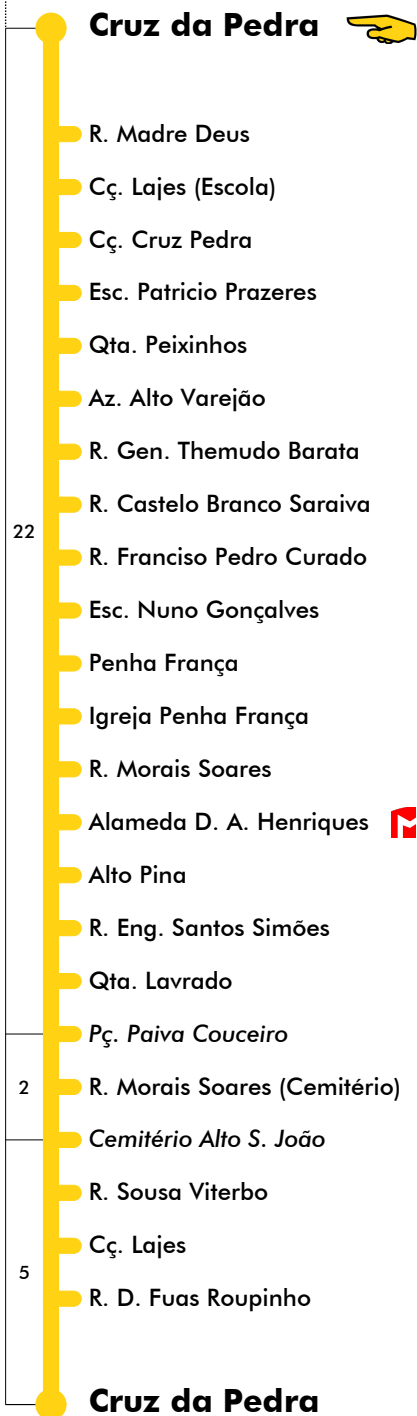 Cruz da Pedra
R. Madre Deus
Cç. Lajes (Escola)
Cç. Cruz Pedra
Esc. Patricio Prazeres
Qta. Peixinhos
Az. Alto Varejão
R. Gen. Themudo Barata
R. Castelo Branco Saraiva
22
R. Franciso Pedro Curado
Esc. Nuno Gonçalves
Penha França
Igreja Penha França
R. Morais Soares
Alameda D. A. Henriques M
Alto Pina
R. Eng. Santos Simões
Qta. Lavrado
Pç. Paiva Couceiro
2 R. Morais Soares (Cemitério)
Cemitério Alto S. João
R. Sousa Viterbo
Cç. Lajes
5
R. D. Fuas Roupinho
Cruz da Pedra